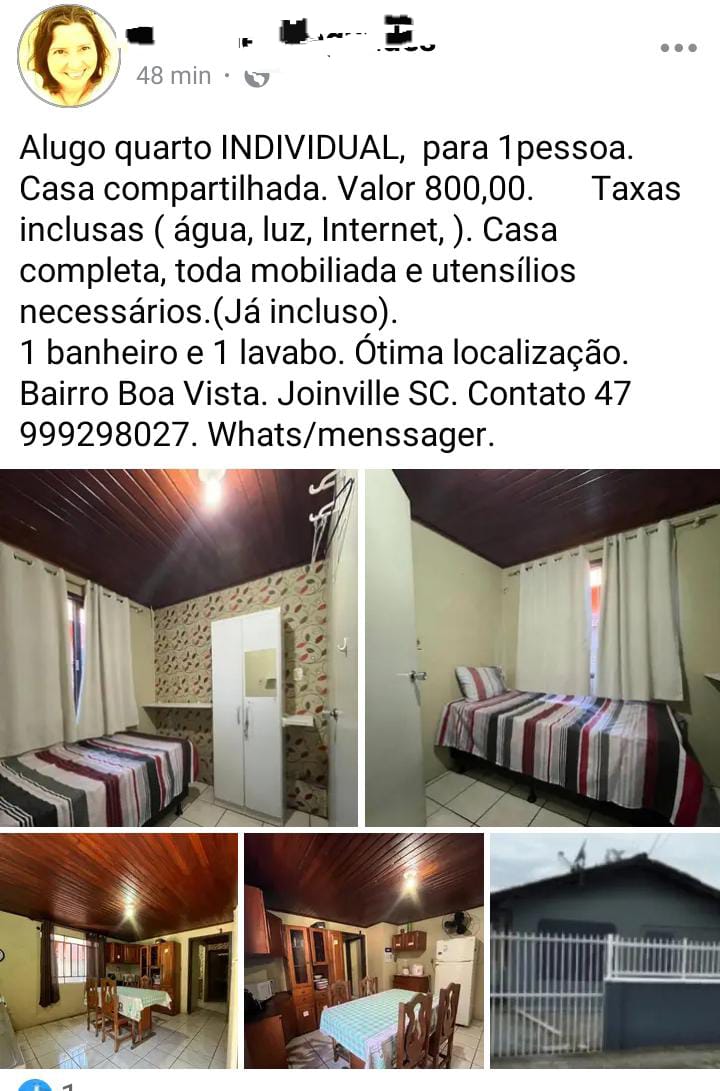 48 min ·
Alugo quarto INDIVIDUAL, para 1pessoa.
Casa compartilhada. Valor 800,00. Taxas
inclusas ( água, luz, Internet, ). Casa
completa, toda mobiliada e utensílios
necessários.(Já incluso).
1 banheiro e 1 lavabo. Ótima localização.
Bairro Boa Vista. Joinville SC. Contato 47
999298027. Whats/menssager.